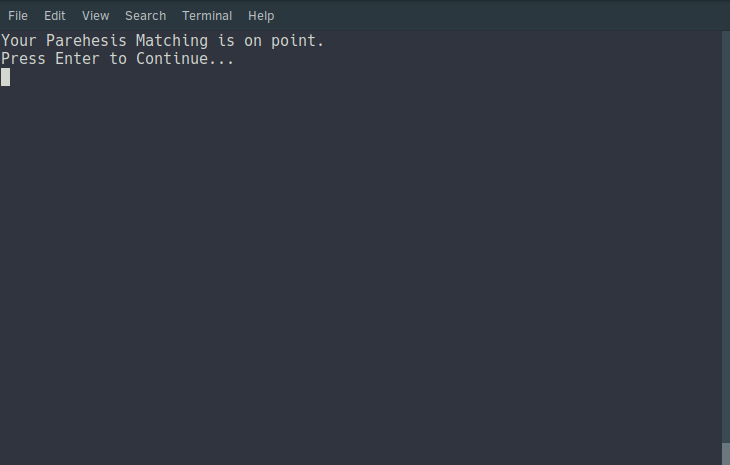 File Edit View Search Terminal Help
Your Parehesis Matching is on point.
Press Enter to Continue...